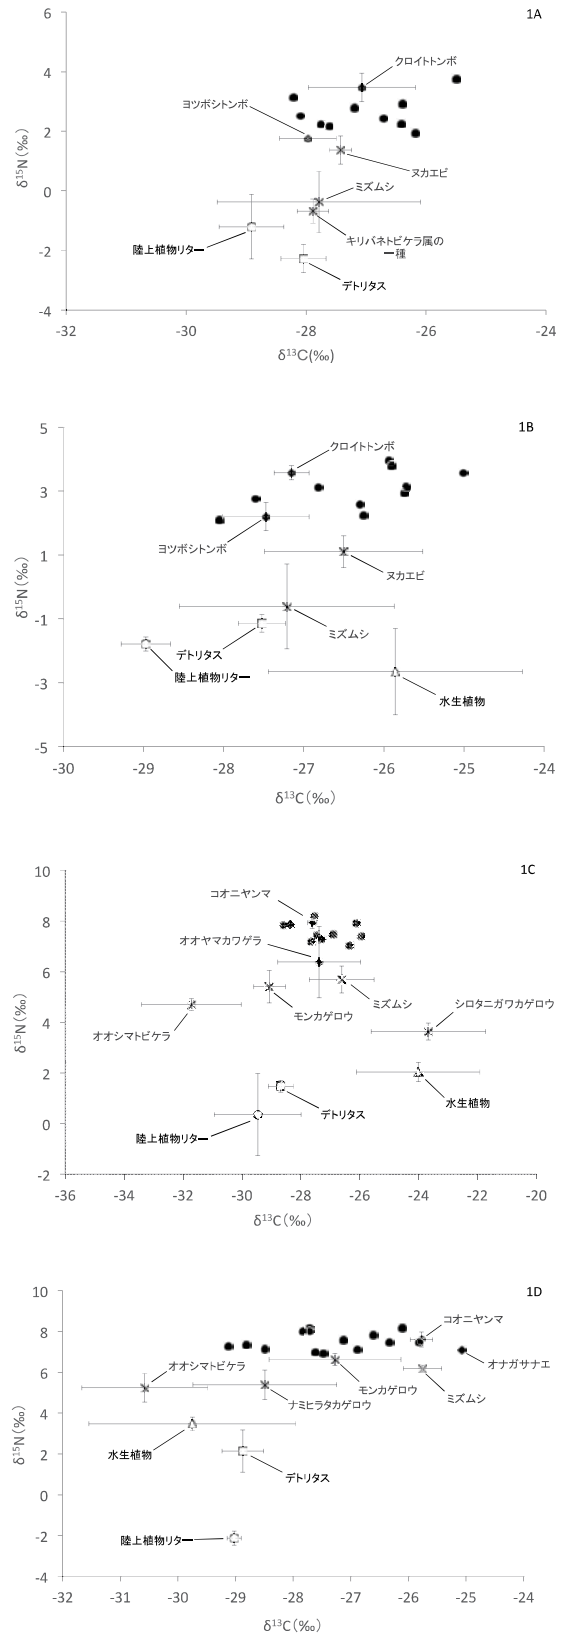 1A
6
4
2
0
-2
-4
δ15N(‰)
クロイトトンボ
ヨツボシトンボ
ヌカエビ
ミズムシ
キリバネトビケラ属の
一種
陸上植物リター
デトリタス
-32
-30
-28
-26
-24
δ13C(‰)
1B
5
3
1
-1
-3
-5
δ15N(‰)
クロイトトンボ
ヨツボシトンボ
ヌカエビ
ミズムシ
デトリタス
陸上植物リター
水生植物
-30
-29
-28
-27
-26
-25
-24
δ13C(‰)
1C
10
8
6
4
2
0
-2
δ15N(‰)
コオニヤンマ
オオヤマカワゲラ
ミズムシ
モンカゲロウ
シロタニガワカゲロウ
オオシマトビケラ
水生植物
デトリタス
陸上植物リター
-36
-34
-32
-30
-28
-26
-24
-22
-20
δ13C(‰)
1D
10
8
6
4
2
0
-2
-4
δ15N(‰)
コオニヤンマ
オナガサナエ
オオシマトビケラ
モンカゲロウ
ミズムシ
ナミヒラタカゲロウ
水生植物
デトリタス
陸上植物リター
-32
-31
-30
-29
-28
-27
-26
-25
-24
δ13C(‰)